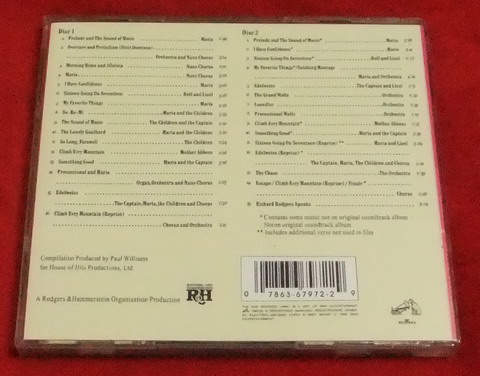 Disc 1
Prelude and The Sound of Music Maria
Overture and Preludium (Dixit Dominus)
Orchestra and Nuns Chorus
Morning Hymn and Alleluia Nuns Chorus
Maria Nuns Chorus
I Have Confidence Maria
Sixteen Going On Seventeen Rolf and Liesl
My Favorite Things Maria
Do-Re-Mi Maria and the Children
The Sound of Music The Children and the Captain
The Lonely Goatherd Maria and the Children
So Long, Farewell The Children
Climb Ev'ry Mountain Mother Abbess
Something Good Maria and the Captain
Processional and Maria
Organ, Orchestra and Nuns Chorus
Edelweiss
The Captain, Maria, the Children and Chorus
Climb Ev'ry Mountain (Reprise)
Chorus and Orchestra
Disc 2
Prelude and The Sound of Music* Maria
I Have Confidence* Maria
Sixteen Going On Seventeen Rolf and Liesl
My Favorite Things*/Salzburg Montage
Maria and Orchestra
Edelweiss The Captain and Liesl
The Grand Waltz Orchestra
Laendler Orchestra
Processional Waltz Orchestra
Climb Ev'ry Mountain* Mother Abbess
Something Good* Maria and the Captain
Sixteen Going On Seventeen (Reprise) ** Maria and Liesl
Edelweiss (Reprise) *
The Captain, Maria, The Children and Chorus
The Chase The Orchestra
Escape / Climb Ev'ry Mountain (Reprise) / Finale *
Chorus
Richard Rodgers Speaks
* Contains some music not on original soundtrack album
Not on original soundtrack album
** Includes additional verse not used in film
Compilation Produced by Paul Williams
for House of Hits Productions, Ltd.
A Rodgers & Hammerstein Organization Production
R&H
0 7863-67972-2 9